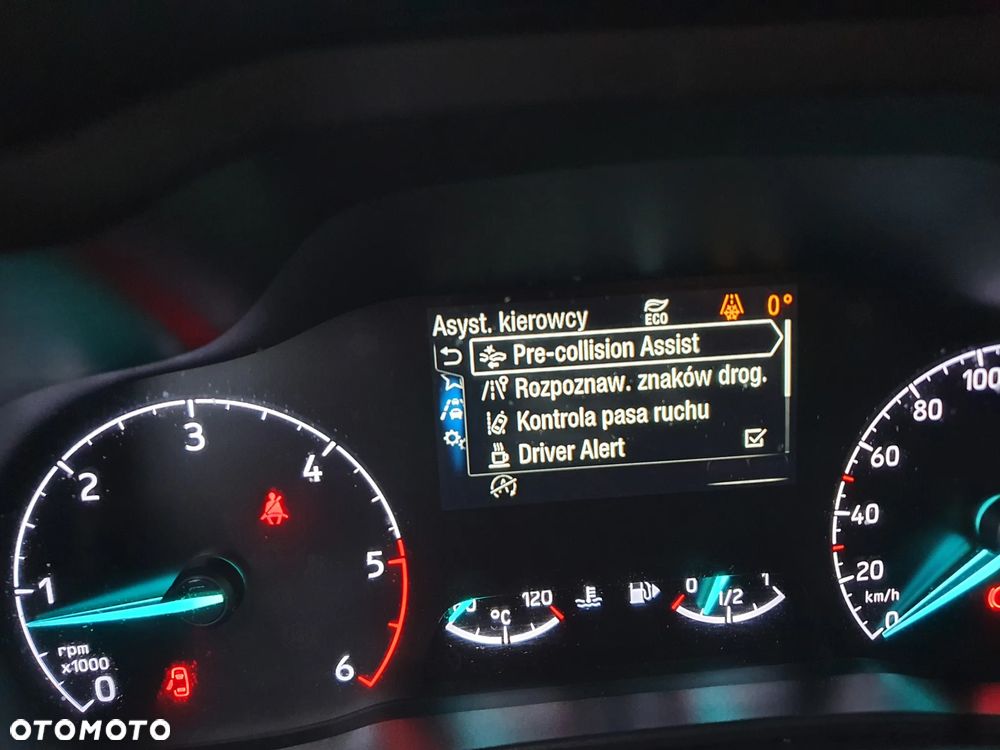 Asyst. kierowcy
ECO
0°
Pre-collision Assist
Rozpoznaw. znaków drog.
Kontrola pasa ruchu
Driver Alert
A
0
1
2
3
4
5
6
rpm
x1000
120
°C
0
1/2
1
0
20
40
60
80
100
km/h
OTOMOTO